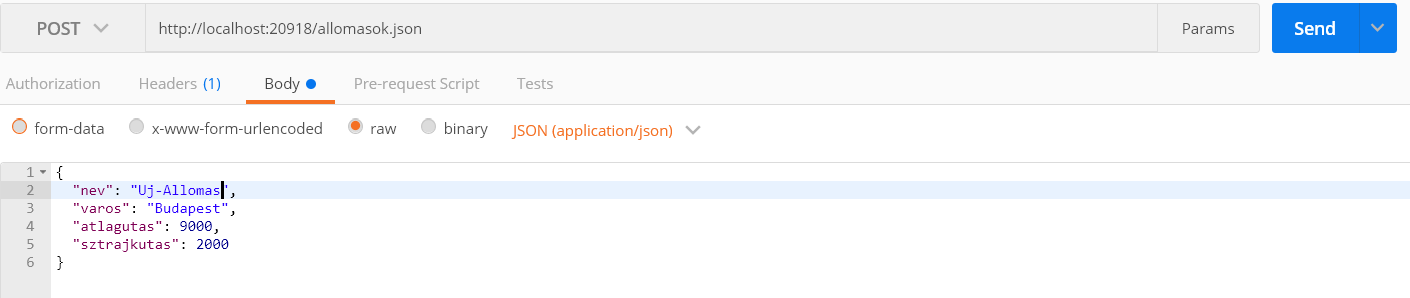 POST http://localhost:20918/allomasok.json Params Send
Authorization Headers (1) Body Pre-request Script Tests
form-data x-www-form-urlencoded raw binary JSON (application/json)
1 {
2 "nev": "Uj-Allomas",
3 "varos": "Budapest",
4 "atlagutas": 9000,
5 "sztrajkutas": 2000
6 }